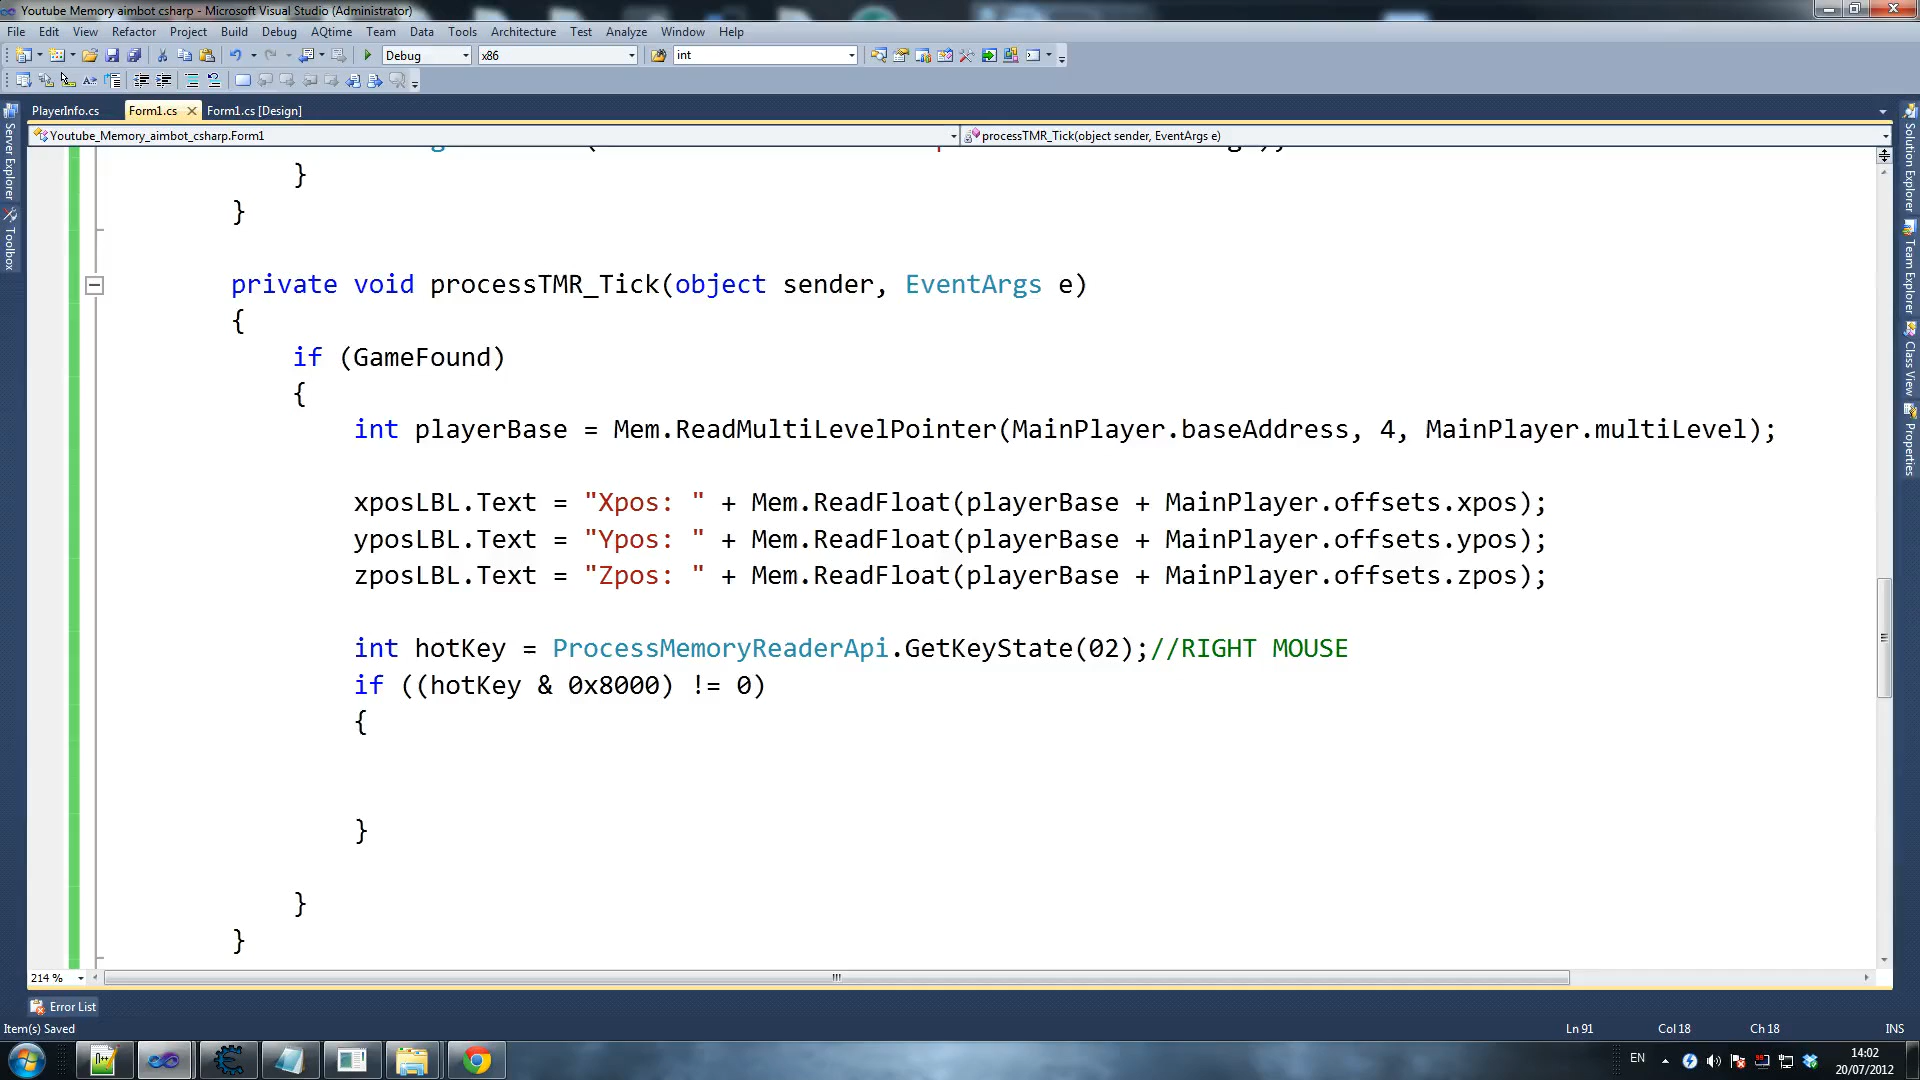 Youtube Memory aimbot csharp - Microsoft Visual Studio (Administrator)
File Edit View Refactor Project Build Debug AQtime Team Data Tools Architecture Test Analyze Window Help
Debug x86 int
PlayerInfo.cs Form1.cs Form1.cs [Design]
Youtube_Memory_aimbot_csharp.Form1 processTMR_Tick(object sender, EventArgs e)
}
}
private void processTMR_Tick(object sender, EventArgs e)
{
if (GameFound)
{
int playerBase = Mem.ReadMultiLevelPointer(MainPlayer.baseAddress, 4, MainPlayer.multiLevel);
xposLBL.Text = "Xpos: " + Mem.ReadFloat(playerBase + MainPlayer.offsets.xpos);
yposLBL.Text = "Ypos: " + Mem.ReadFloat(playerBase + MainPlayer.offsets.ypos);
zposLBL.Text = "Zpos: " + Mem.ReadFloat(playerBase + MainPlayer.offsets.zpos);
int hotKey = ProcessMemoryReaderApi.GetKeyState(02);//RIGHT MOUSE
if ((hotKey & 0x8000) != 0)
{
}
}
}
Server Explorer
Toolbox
Solution Explorer
Team Explorer
Class View
Properties
214 %
Error List
Item(s) Saved Ln 91 Col 18 Ch 18 INS
EN 14:02
20/07/2012